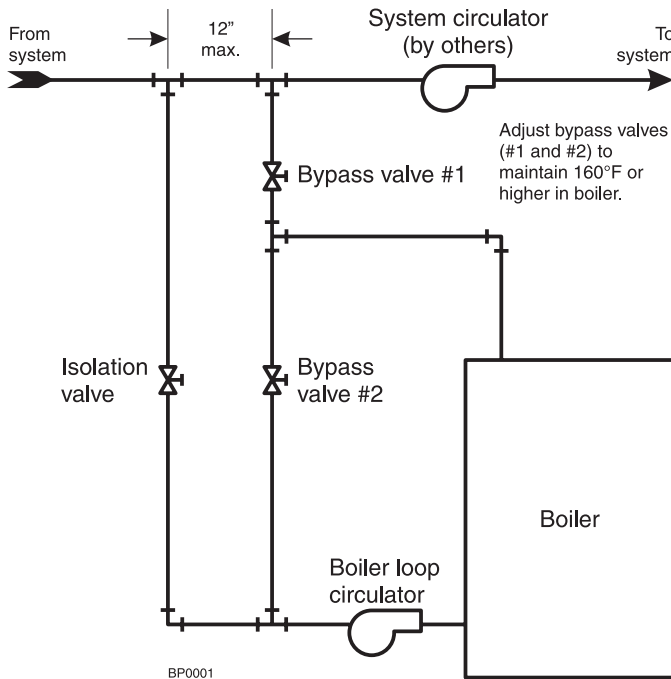 From
system
12”
max.
System circulator
(by others)
To
system
Adjust bypass valves
(#1 and #2) to
maintain 160°F or
higher in boiler.
Bypass valve #1
Isolation
valve
Bypass
valve #2
Boiler
Boiler loop
circulator
BP0001